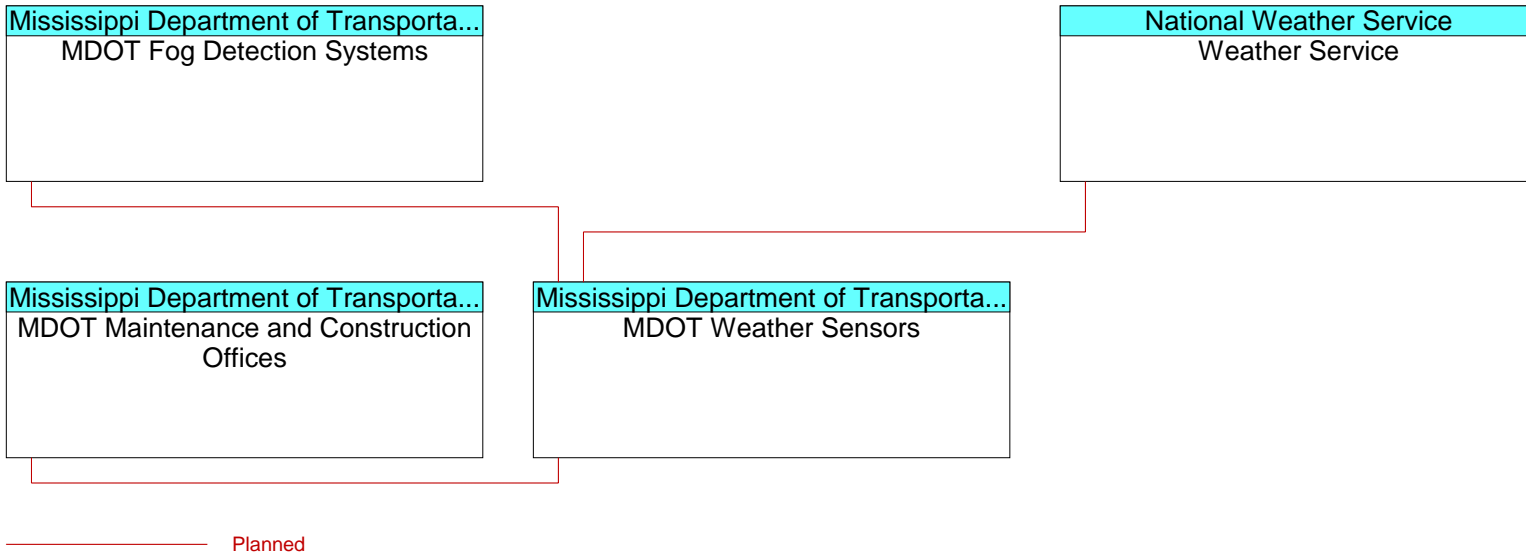 Mississippi Department of Transporta...
MDOT Fog Detection Systems
National Weather Service
Weather Service
Mississippi Department of Transporta...
MDOT Maintenance and Construction
Offices
Mississippi Department of Transporta...
MDOT Weather Sensors
Planned